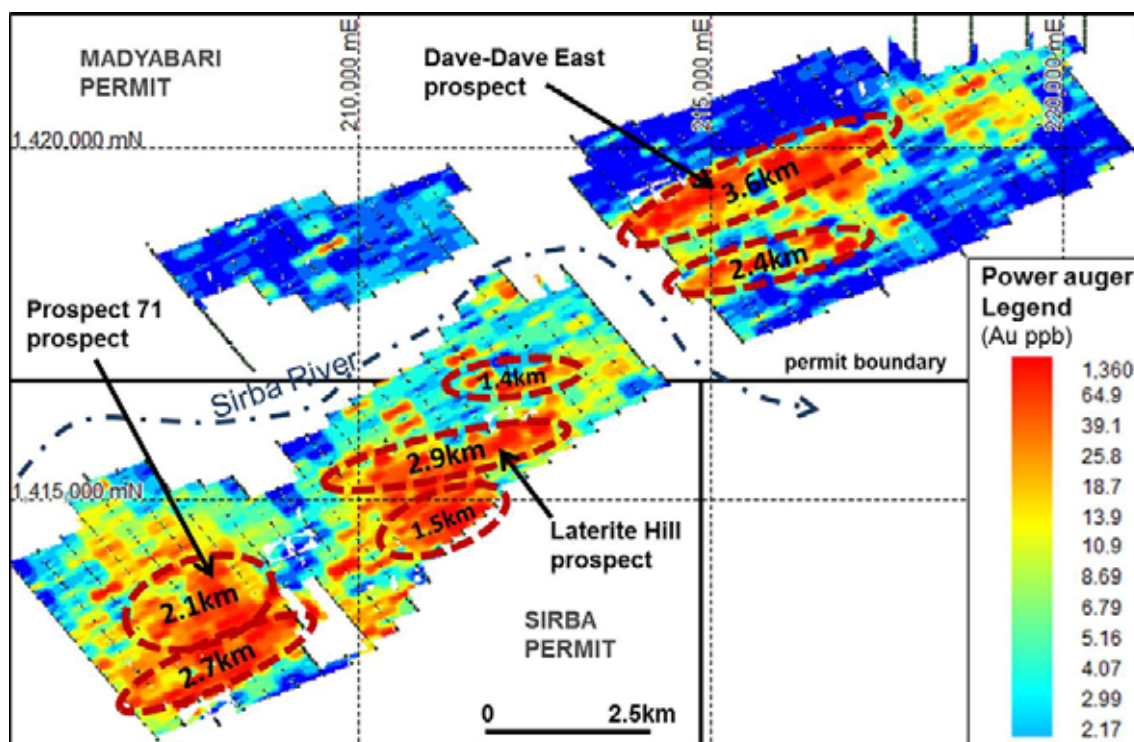 MADYABARI
PERMIT
210,000 mE
Dave-Dave East
prospect
215,000 mE
220,000 mE
1,420,000 mN
3.6km
2.4km
Prospect 71
prospect
Sirba River
permit boundary
1.4km
2.9km
1,415,000 mN
1.5km
Laterite Hill
prospect
2.1km
2.7km
SIRBA
PERMIT
0 2.5km
Power auger
Legend
(Au ppb)
1,360
64.9
39.1
25.8
18.7
13.9
10.9
8.69
6.79
5.16
4.07
2.99
2.17